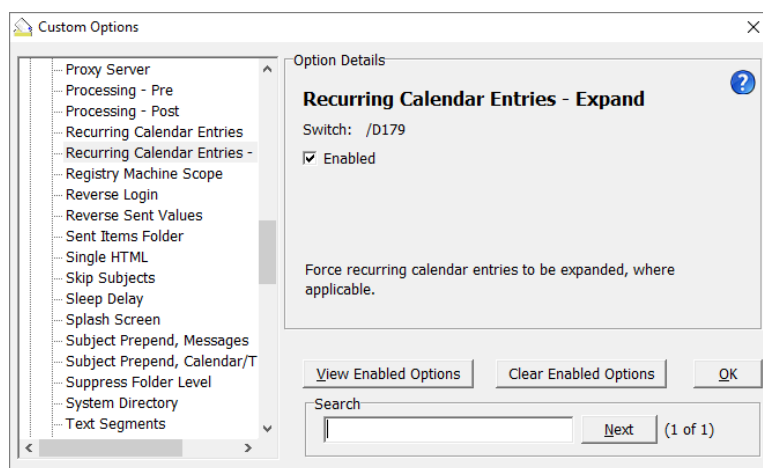 Custom Options
Proxy Server
Processing - Pre
Processing - Post
Recurring Calendar Entries
Recurring Calendar Entries -
Registry Machine Scope
Reverse Login
Reverse Sent Values
Sent Items Folder
Single HTML
Skip Subjects
Sleep Delay
Splash Screen
Subject Prepend, Messages
Subject Prepend, Calendar/T
Suppress Folder Level
System Directory
Text Segments
Option Details
Recurring Calendar Entries - Expand
Switch: /D179
Enabled
Force recurring calendar entries to be expanded, where
applicable.
View Enabled Options
Clear Enabled Options
OK
Search
Next
(1 of 1)